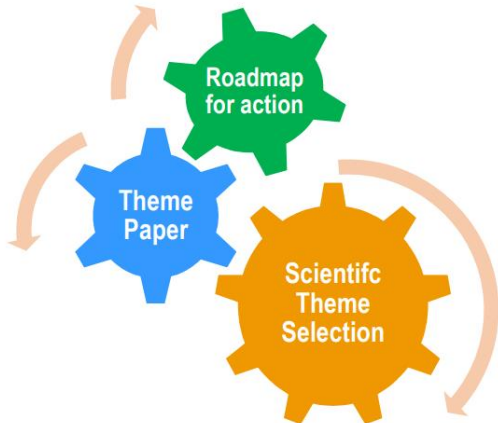 Roadmap
for action
Theme
Paper
Scientifc
Theme
Selection